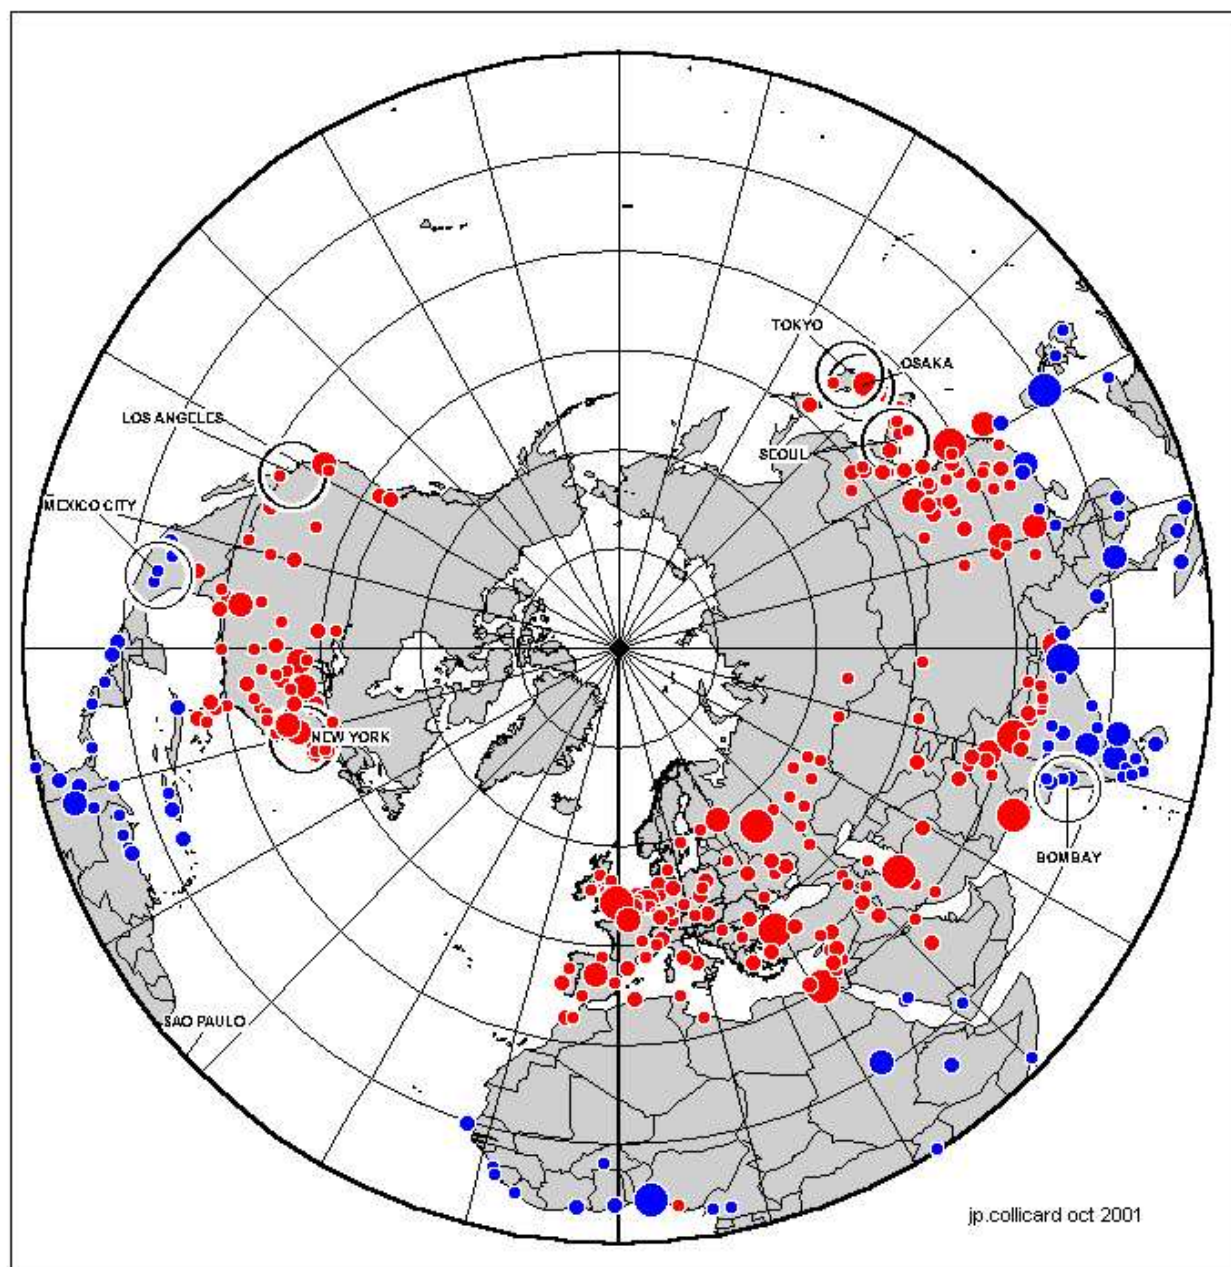 TOKYO
OSAKA
LOS ANGELES
SEOUL
MEXICO CITY
NEW YORK
BOMBAY
SAO PAULO
jp.collicard oct 2001